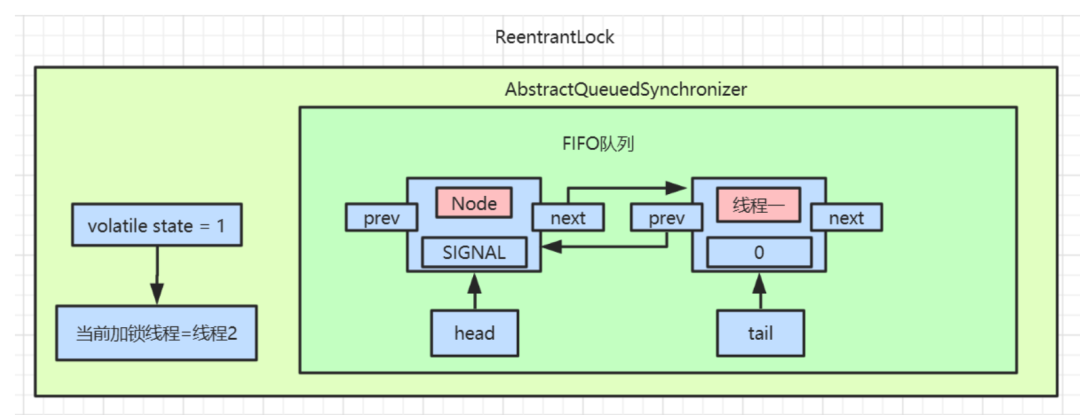 ReentrantLock
AbstractQueuedSynchronizer
FIFO队列
volatile state = 1
当前加锁线程=线程2
prev
Node
next
SIGNAL
prev
线程一
next
0
head
tail